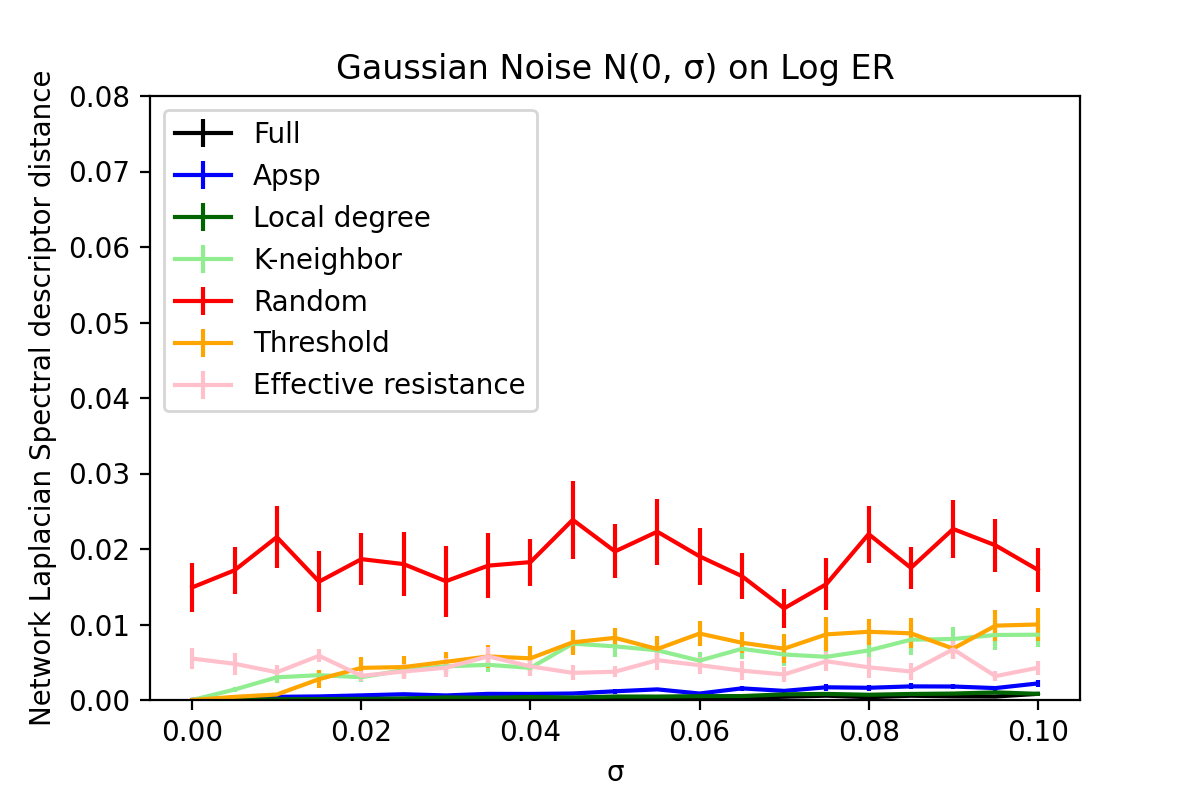 Gaussian Noise N(0, σ) on Log ER
Network Laplacian Spectral descriptor distance
0.08
0.07
0.06
0.05
0.04
0.03
0.02
0.01
0.00
Full
Apsp
Local degree
K-neighbor
Random
Threshold
Effective resistance
0.00 0.02 0.04 0.06 0.08 0.10
σ